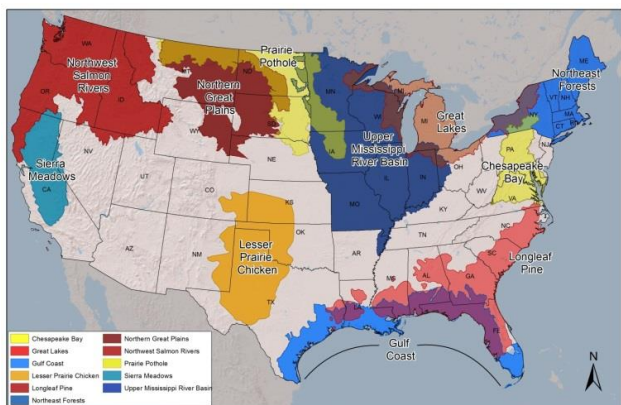 Prairie
Pothole
WA
Northwest
Salmon
Rivers
OR
ID
ND
Northern
Great
Plains
MN
WI
MI
Great
Lakes
ME
Northeast
Forests
VT
NH
MA
CT
NY
Upper
Mississippi
River Basin
IA
NE
IL
IN
OH
PA
NJ
Chesapeake
Bay
WV
VA
Sierra
Meadows
NV
CA
UT
CO
KS
MO
KY
AZ
NM
OK
AR
TN
NC
SC
Lesser
Prairie
Chicken
TX
LA
MS
AL
GA
Longleaf
Pine
FL
Gulf
Coast
Chesapeake Bay
Great Lakes
Gulf Coast
Lesser Prairie Chicken
Longleaf Pine
Northeast Forests
Northern Great Plains
Northwest Salmon Rivers
Prairie Pothole
Sierra Meadows
Upper Mississippi River Basin
N